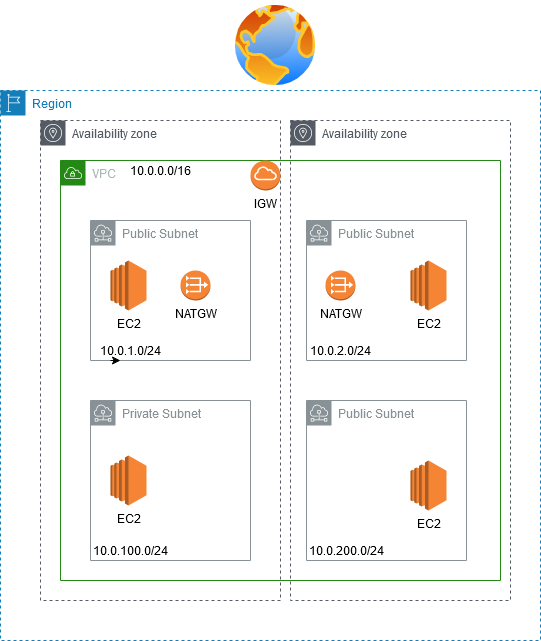 Region
Availability zone
Availability zone
VPC
10.0.0.0/16
IGW
Public Subnet
EC2
NATGW
10.0.1.0/24
Public Subnet
NATGW
EC2
10.0.2.0/24
Private Subnet
EC2
10.0.100.0/24
Public Subnet
EC2
10.0.200.0/24